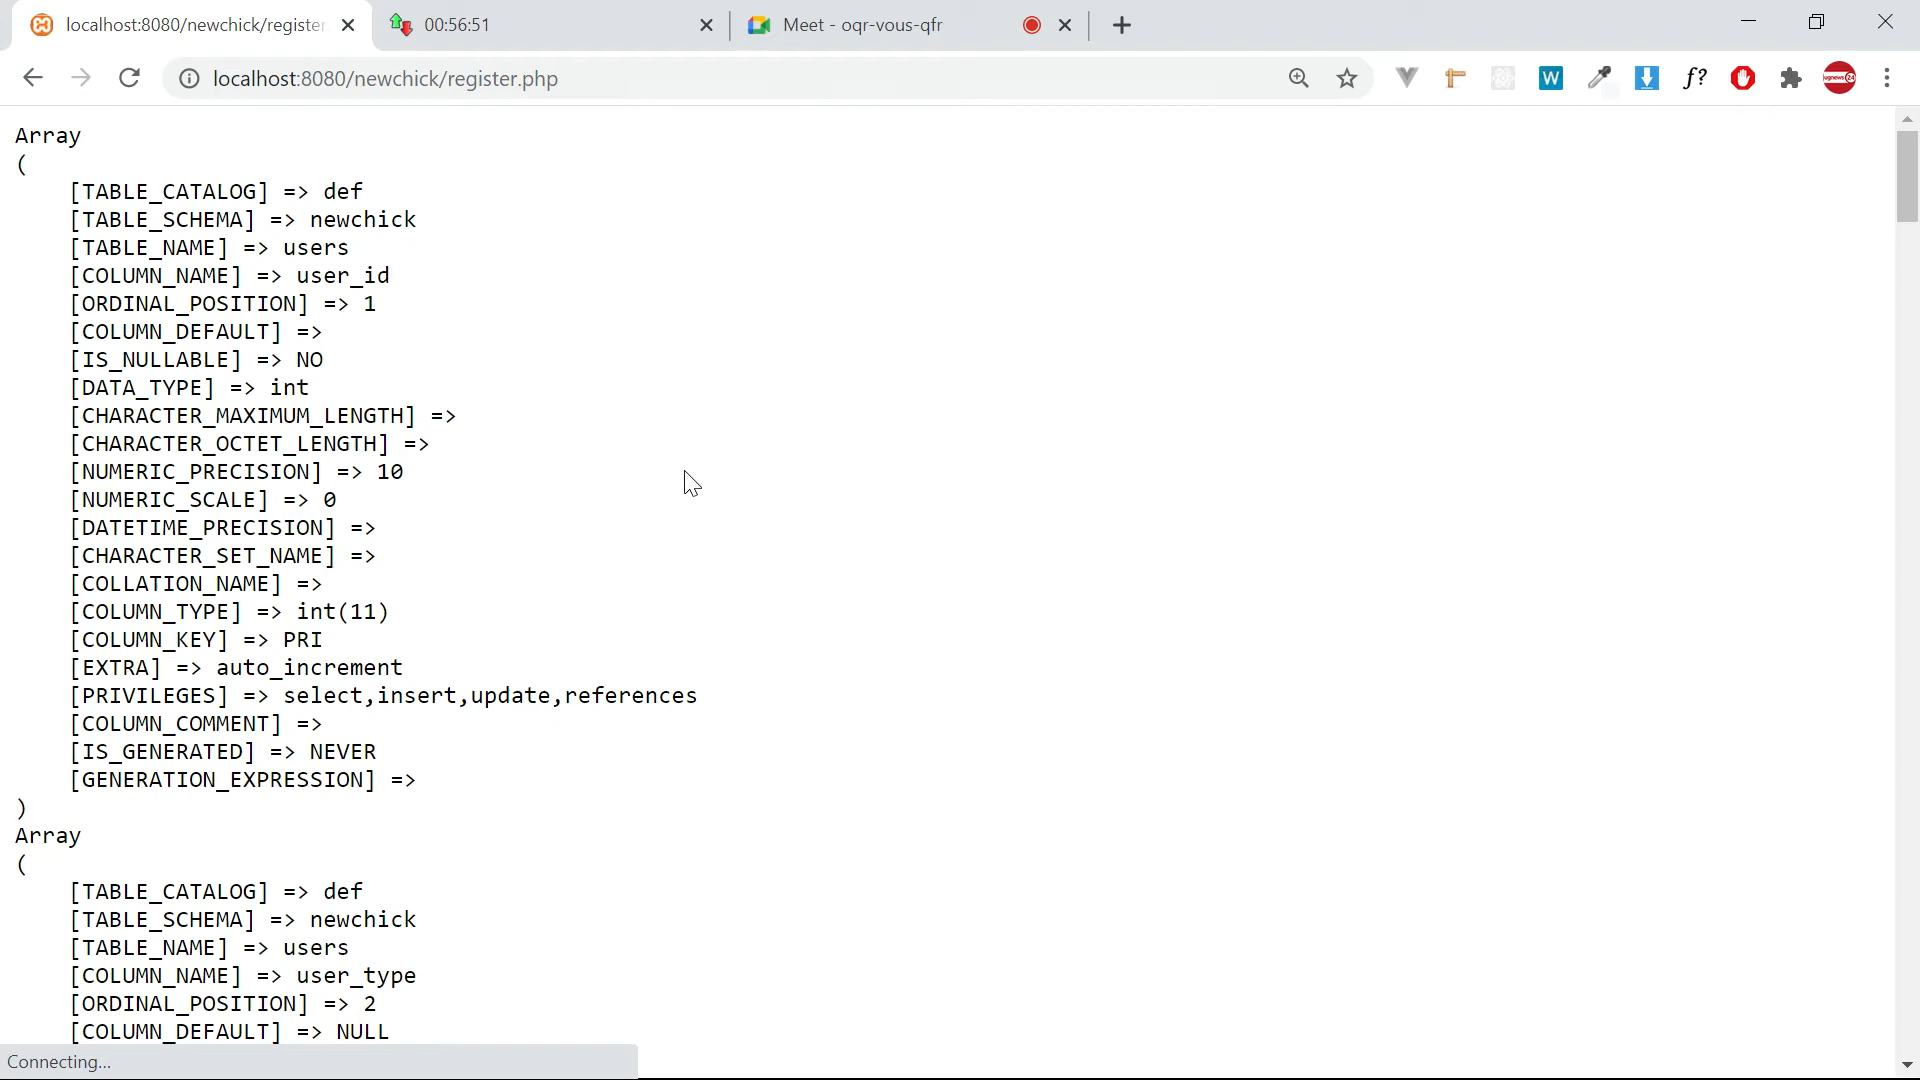 localhost:8080/newchick/register
00:56:51
Meet - oqr-vous-qfr
localhost:8080/newchick/register.php
W
f?
Array
(
[TABLE_CATALOG] => def
[TABLE_SCHEMA] => newchick
[TABLE_NAME] => users
[COLUMN_NAME] => user_id
[ORDINAL_POSITION] => 1
[COLUMN_DEFAULT] =>
[IS_NULLABLE] => NO
[DATA_TYPE] => int
[CHARACTER_MAXIMUM_LENGTH] =>
[CHARACTER_OCTET_LENGTH] =>
[NUMERIC_PRECISION] => 10
[NUMERIC_SCALE] => 0
[DATETIME_PRECISION] =>
[CHARACTER_SET_NAME] =>
[COLLATION_NAME] =>
[COLUMN_TYPE] => int(11)
[COLUMN_KEY] => PRI
[EXTRA] => auto_increment
[PRIVILEGES] => select,insert,update,references
[COLUMN_COMMENT] =>
[IS_GENERATED] => NEVER
[GENERATION_EXPRESSION] =>
)
Array
(
[TABLE_CATALOG] => def
[TABLE_SCHEMA] => newchick
[TABLE_NAME] => users
[COLUMN_NAME] => user_type
[ORDINAL_POSITION] => 2
[COLUMN_DEFAULT] => NULL
Connecting...